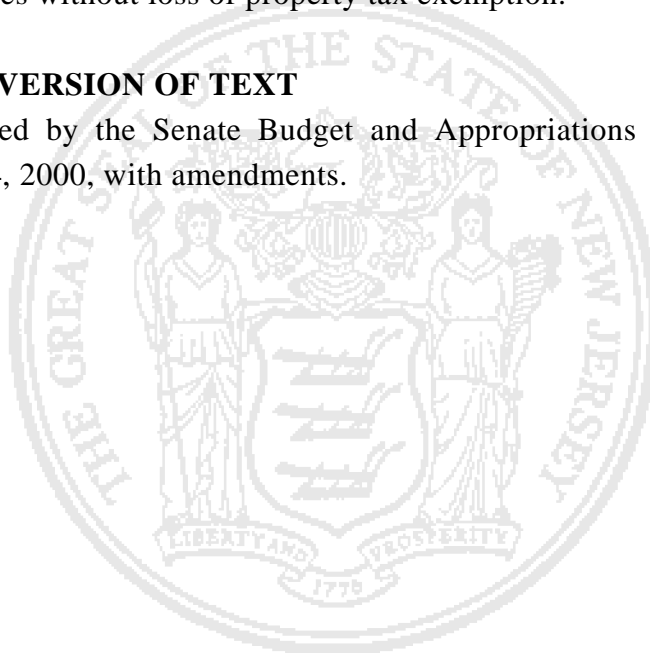 es without loss of property tax exemption.
VERSION OF TEXT
ed by the Senate Budget and Appropriations
, 2000, with amendments.
THE GREAT SEAL OF THE STATE OF NEW JERSEY
LIBERTY AND PROSPERITY
1776